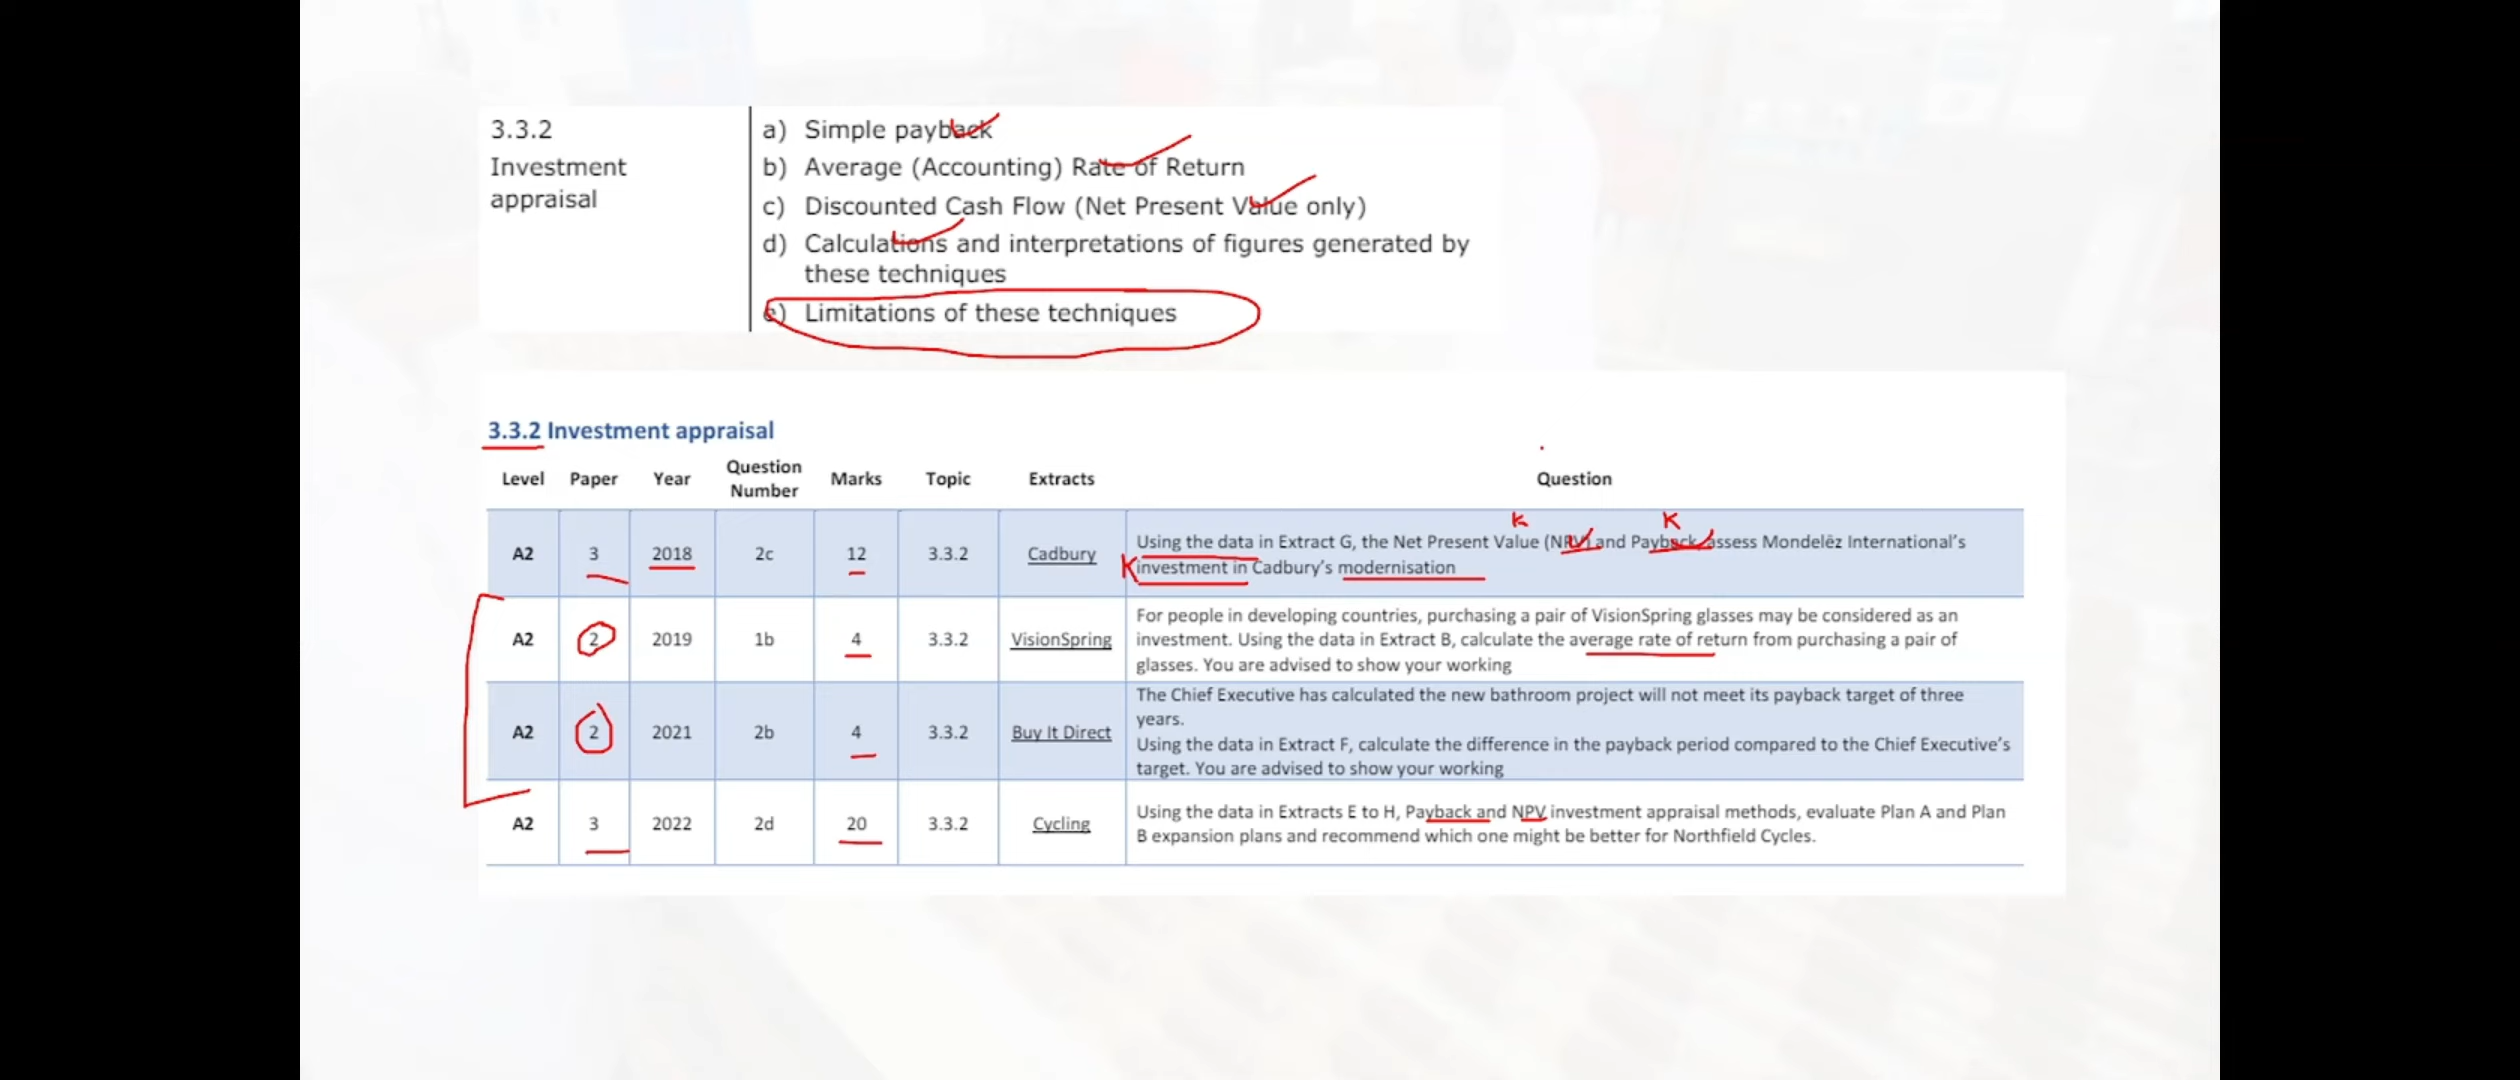 3.3.2
Investment
appraisal
a) Simple payback
b) Average (Accounting) Rate of Return
c) Discounted Cash Flow (Net Present Value only)
d) Calculations and interpretations of figures generated by
these techniques
e) Limitations of these techniques
3.3.2 Investment appraisal
Level Paper Year Question Number Marks Topic Extracts Question
K K
A2 3 2018 2c 12 3.3.2 Cadbury Using the data in Extract G, the Net Present Value (NPV) and Payback, assess Mondelēz International's
K investment in Cadbury's modernisation
For people in developing countries, purchasing a pair of VisionSpring glasses may be considered as an
A2 2 2019 1b 4 3.3.2 VisionSpring investment. Using the data in Extract B, calculate the average rate of return from purchasing a pair of
glasses. You are advised to show your working
The Chief Executive has calculated the new bathroom project will not meet its payback target of three
years.
A2 2 2021 2b 4 3.3.2 Buy It Direct Using the data in Extract F, calculate the difference in the payback period compared to the Chief Executive's
target. You are advised to show your working
A2 3 2022 2d 20 3.3.2 Cycling Using the data in Extracts E to H, Payback and NPV investment appraisal methods, evaluate Plan A and Plan
B expansion plans and recommend which one might be better for Northfield Cycles.